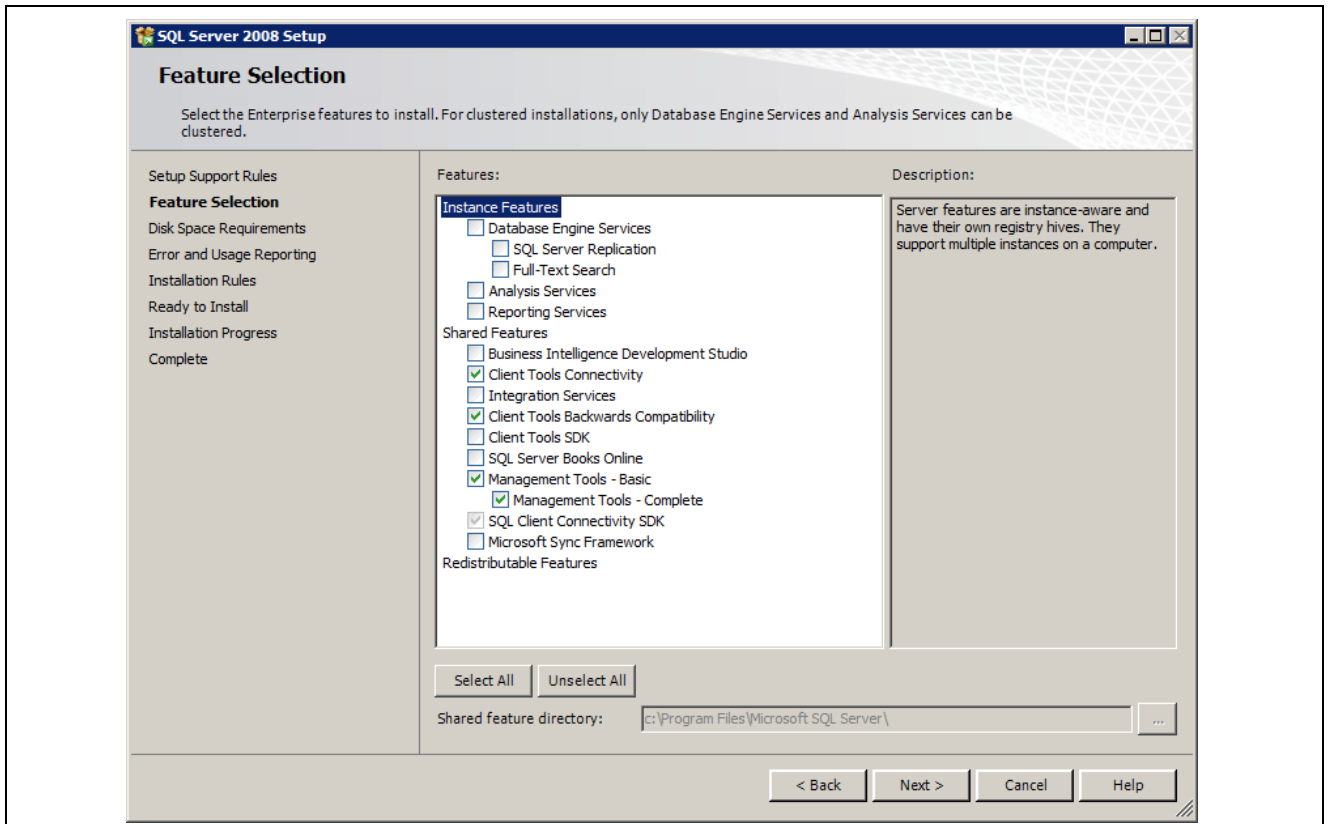 SQL Server 2008 Setup
Feature Selection
Select the Enterprise features to install. For clustered installations, only Database Engine Services and Analysis Services can be
clustered.
Setup Support Rules
Feature Selection
Disk Space Requirements
Error and Usage Reporting
Installation Rules
Ready to Install
Installation Progress
Complete
Features:
Instance Features
Database Engine Services
SQL Server Replication
Full-Text Search
Analysis Services
Reporting Services
Shared Features
Business Intelligence Development Studio
Client Tools Connectivity
Integration Services
Client Tools Backwards Compatibility
Client Tools SDK
SQL Server Books Online
Management Tools - Basic
Management Tools - Complete
SQL Client Connectivity SDK
Microsoft Sync Framework
Redistributable Features
Description:
Server features are instance-aware and
have their own registry hives. They
support multiple instances on a computer.
Select All
Unselect All
Shared feature directory:
c:\Program Files\Microsoft SQL Server\
...
< Back
Next >
Cancel
Help